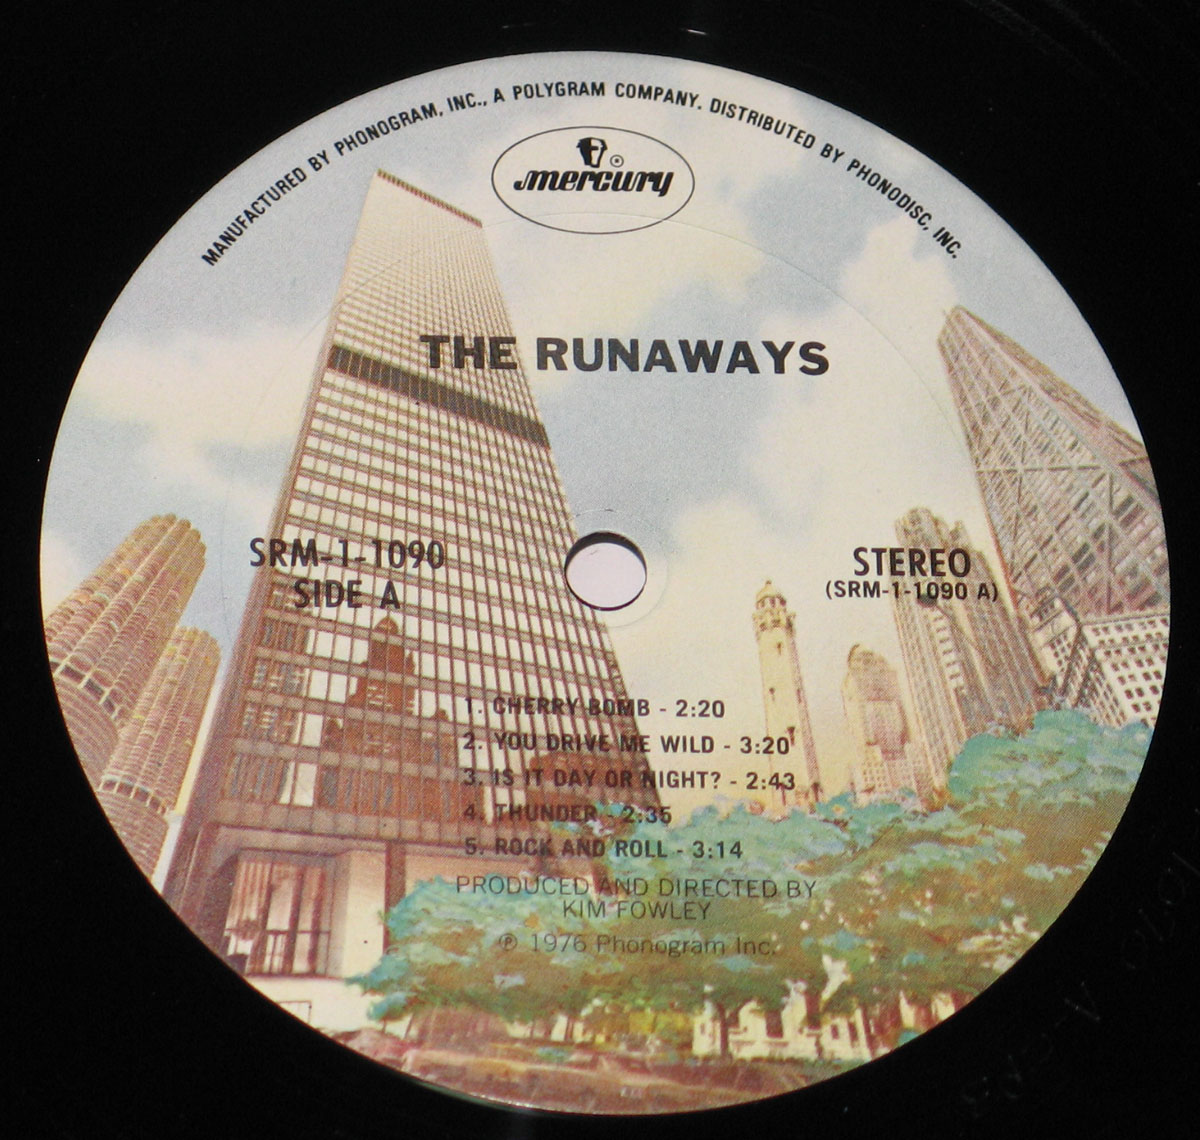 MANUFACTURED BY PHONOGRAM, INC., A POLYGRAM COMPANY. DISTRIBUTED BY PHONODISC, INC.
mercury ®
THE RUNAWAYS
SRM-1-1090
SIDE A
STEREO
(SRM-1-1090 A)
1. CHERRY BOMB - 2:20
2. YOU DRIVE ME WILD - 3:20
3. IS IT DAY OR NIGHT? - 2:43
4. THUNDER - 2:35
5. ROCK AND ROLL - 3:14
PRODUCED AND DIRECTED BY
KIM FOWLEY
℗ 1976 Phonogram Inc.